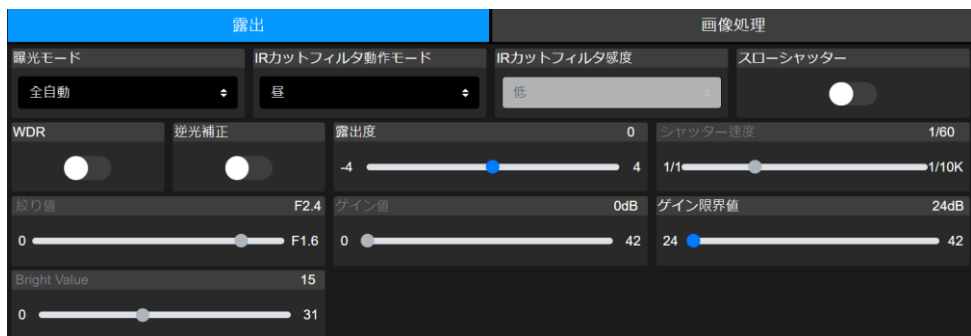 露出 画像処理
曝光モード IRカットフィルタ動作モード IRカットフィルタ感度 スローシャッター
全自動 昼 低
WDR 逆光補正 露出度 0 シャッター速度 1/60
-4 4 1/1 1/10K
絞り値 F2.4 ゲイン値 0dB ゲイン限界値 24dB
0 F1.6 0 42 24 42
Bright Value 15
0 31